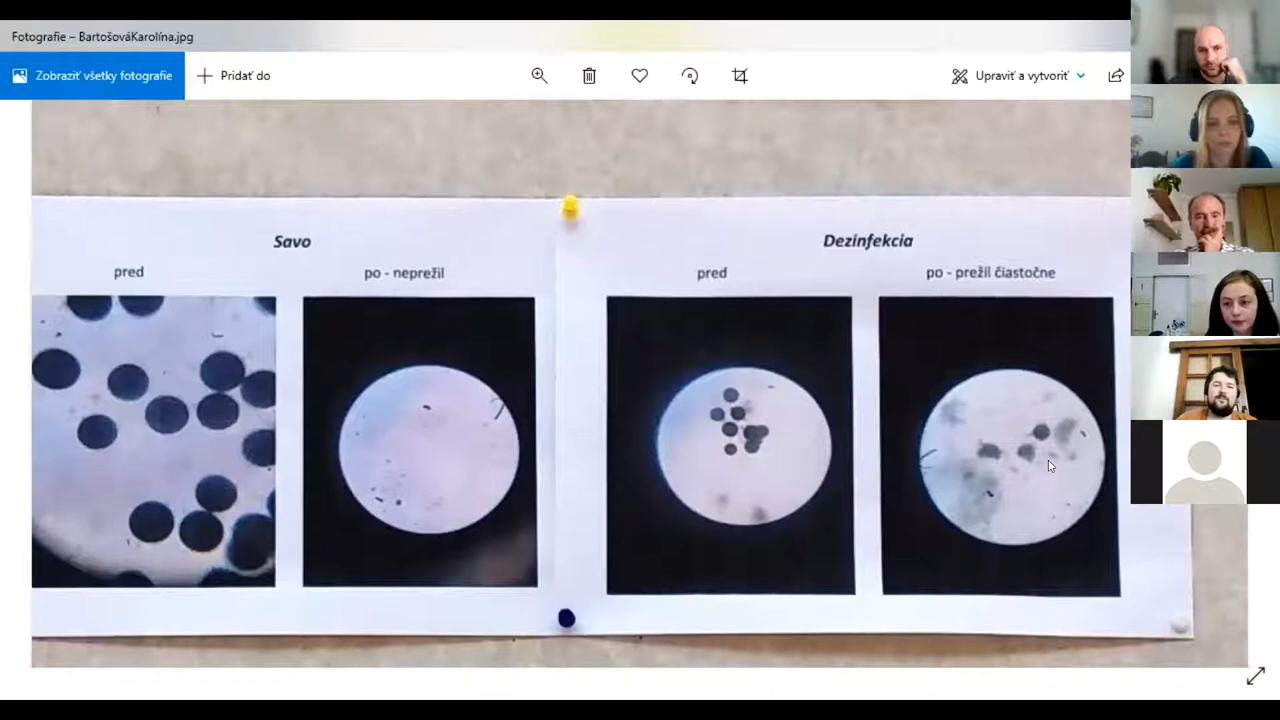 Fotografie – BartošováKarolína.jpg
Zobraziť všetky fotografie
Pridať do
Upraviť a vytvoriť
Savo
Dezinfekcia
pred
po - neprežil
pred
po - prežil čiastočne